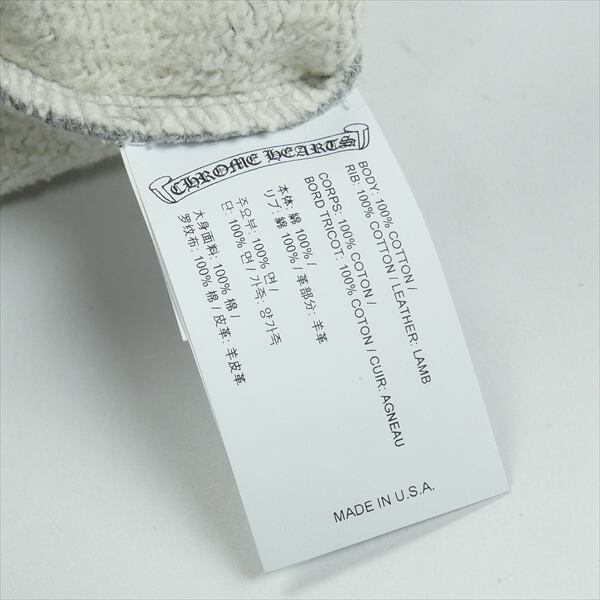 CHROME HEARTS
BODY: 100% COTTON /
RIB: 100% COTTON / LEATHER: LAMB
CORPS: 100% COTON /
BORD TRICOT: 100% COTON / CUIR: AGNEAU
本体: 綿 100% /
リブ: 綿 100% / 革部分: 羊革
주요부: 100% 면 /
단: 100% 면 / 가죽: 양가죽
大身面料: 100% 棉 /
罗纹布: 100% 棉 / 皮革: 羊皮革
MADE IN U.S.A.